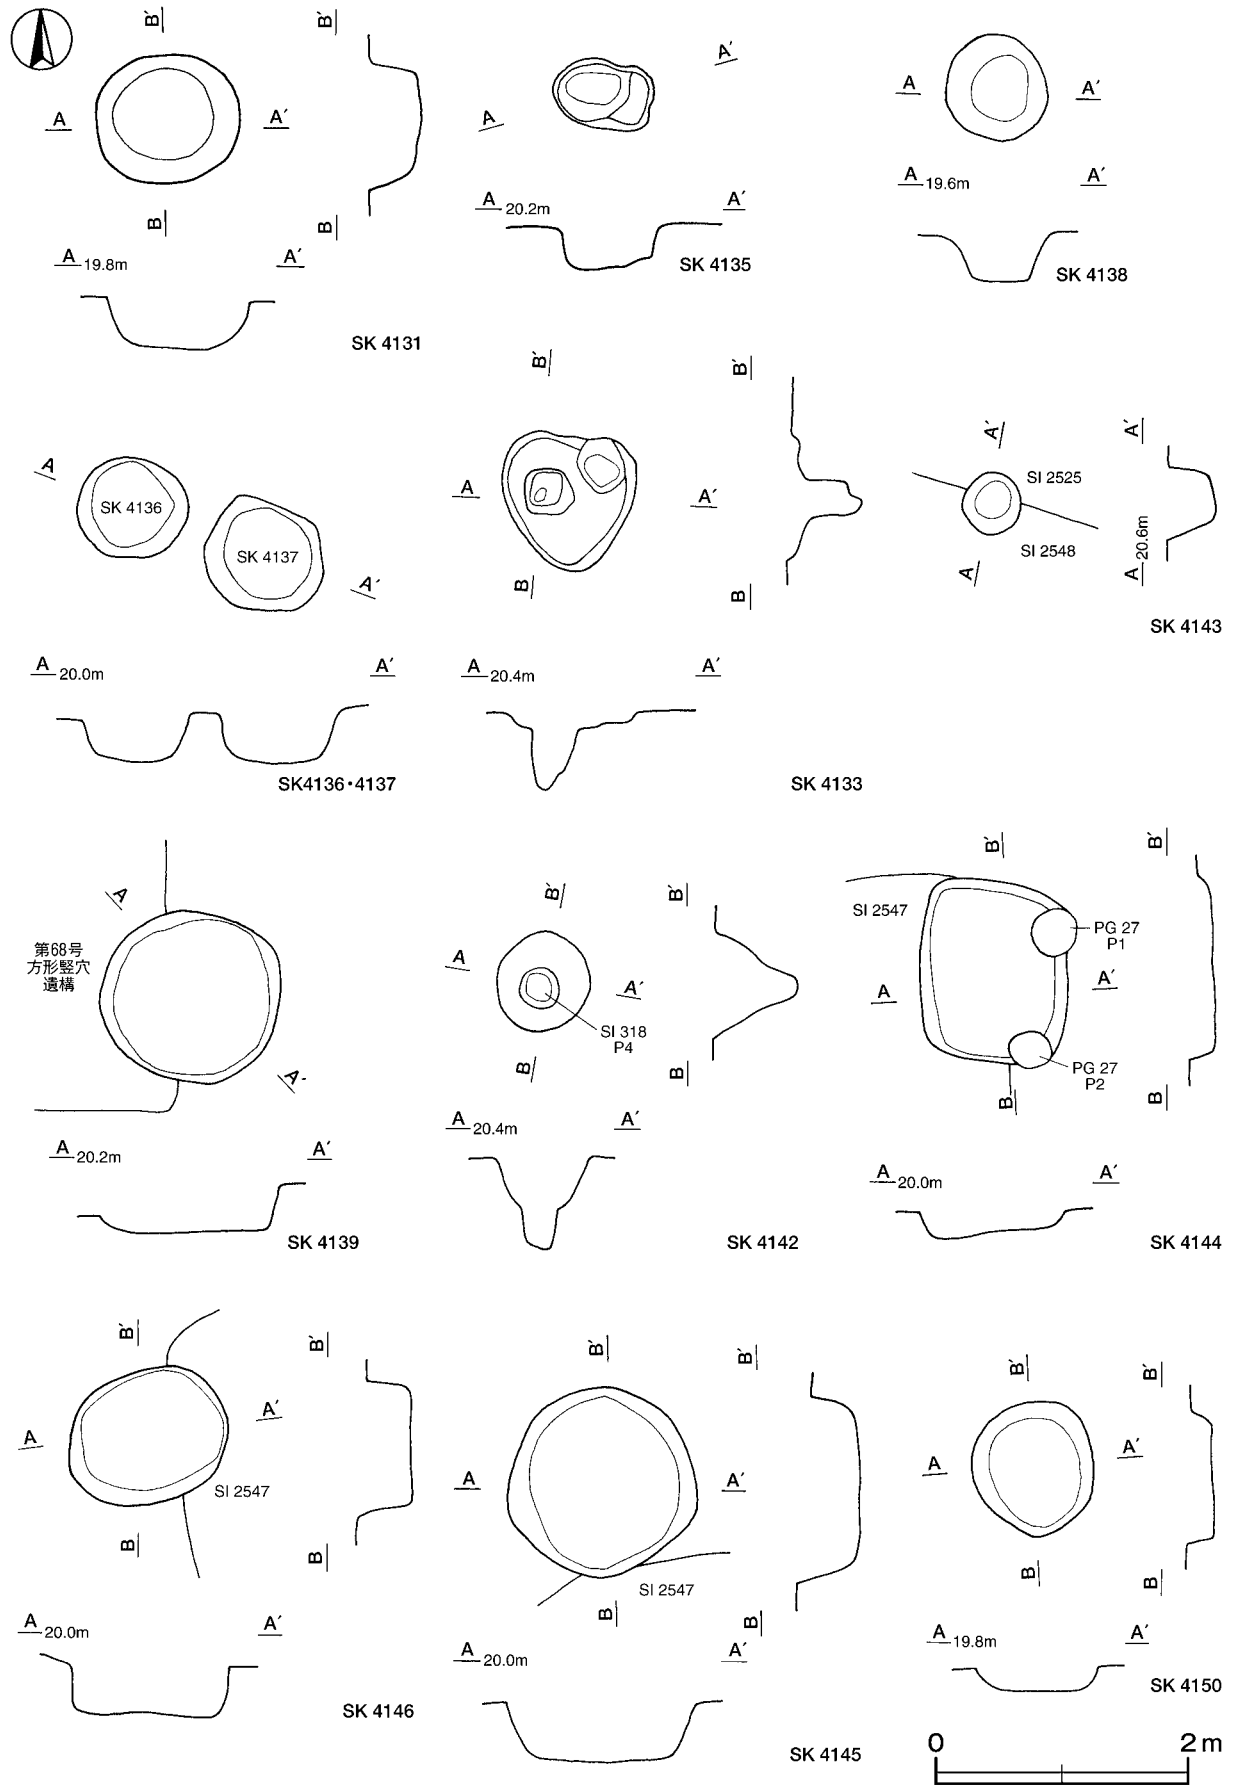 B′
B′
A
A′
B
B
A 19.8m
A′
SK 4131
A
A′
A 20.2m
A′
SK 4135
A
A′
A 19.6m
A′
SK 4138
A
SK 4136
SK 4137
A′
A 20.0m
A′
SK4136・4137
B′
B′
A
A′
B
B
A 20.4m
A′
SK 4133
A′
A′
SI 2525
SI 2548
A
A 20.6m
SK 4143
A
第68号
方形竪穴
遺構
A′
A 20.2m
A′
SK 4139
B′
B′
A
A′
SI 318
P4
B
B
A 20.4m
A′
SK 4142
B′
B′
SI 2547
PG 27
P1
A
A′
PG 27
P2
B
B
A 20.0m
A′
SK 4144
B′
B′
A
A′
SI 2547
B
B
A 20.0m
A′
SK 4146
B′
B′
A
A′
SI 2547
B
B
A 20.0m
A′
SK 4145
B′
B′
A
A′
B
B
A 19.8m
A′
SK 4150
0 2m